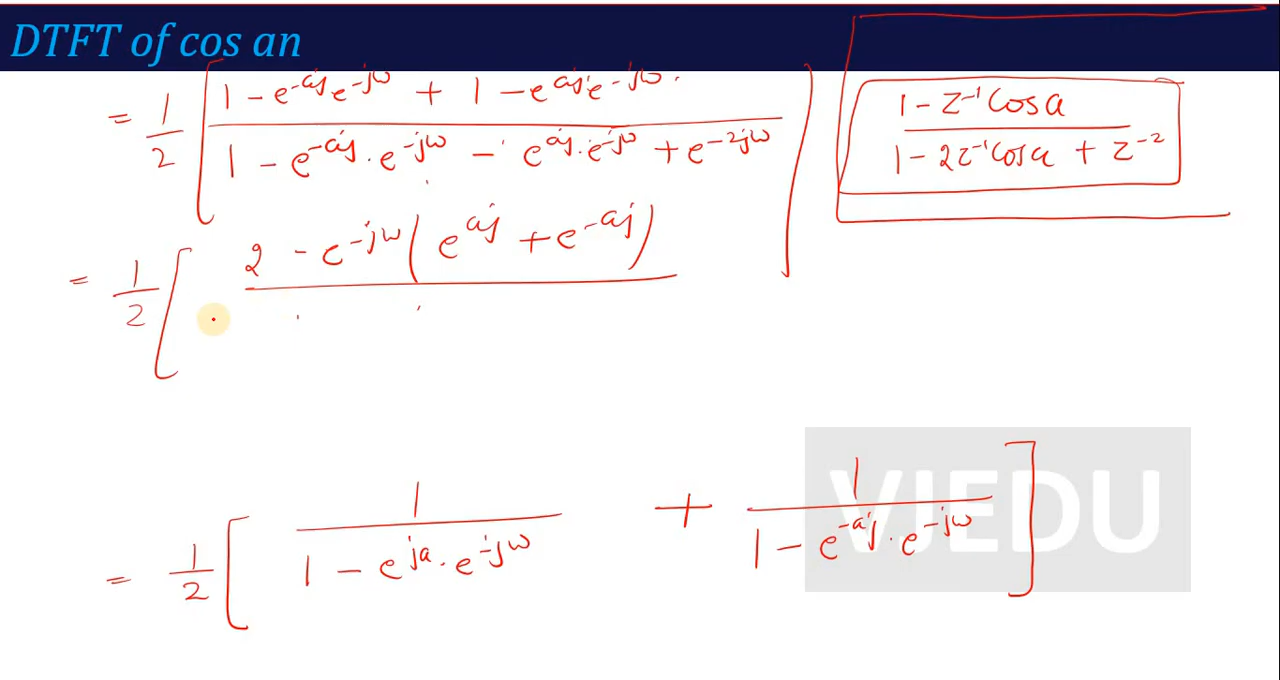 DTFT of cos an
= 1/2 [ (1 - e^-aj e^-jω + 1 - e^aj e^-jω) / (1 - e^-aj . e^-jω - e^aj . e^-jω + e^-2jω) ]
(1 - z^-1 cos a) / (1 - 2z^-1 cos a + z^-2)
= 1/2 [ 2 - e^-jω (e^aj + e^-aj)
= 1/2 [ 1 / (1 - e^ja . e^-jω) + 1 / (1 - e^-aj . e^-jω) ]
VJEDU